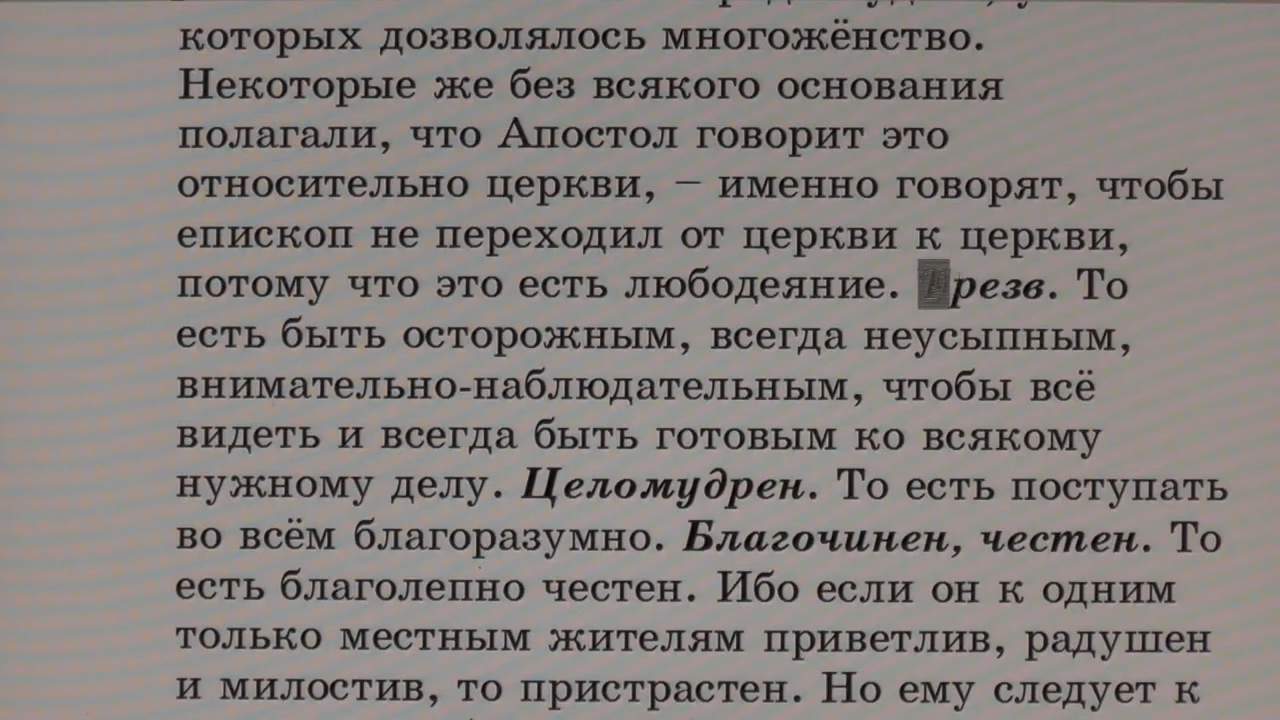 которых дозволялось многожёнство.
Некоторые же без всякого основания
полагали, что Апостол говорит это
относительно церкви, – именно говорят, чтобы
епископ не переходил от церкви к церкви,
потому что это есть любодеяние. Трезв. То
есть быть осторожным, всегда неусыпным,
внимательно-наблюдательным, чтобы всё
видеть и всегда быть готовым ко всякому
нужному делу. Целомудрен. То есть поступать
во всём благоразумно. Благочинен, честен. То
есть благолепно честен. Ибо если он к одним
только местным жителям приветлив, радушен
и милостив, то пристрастен. Но ему следует к